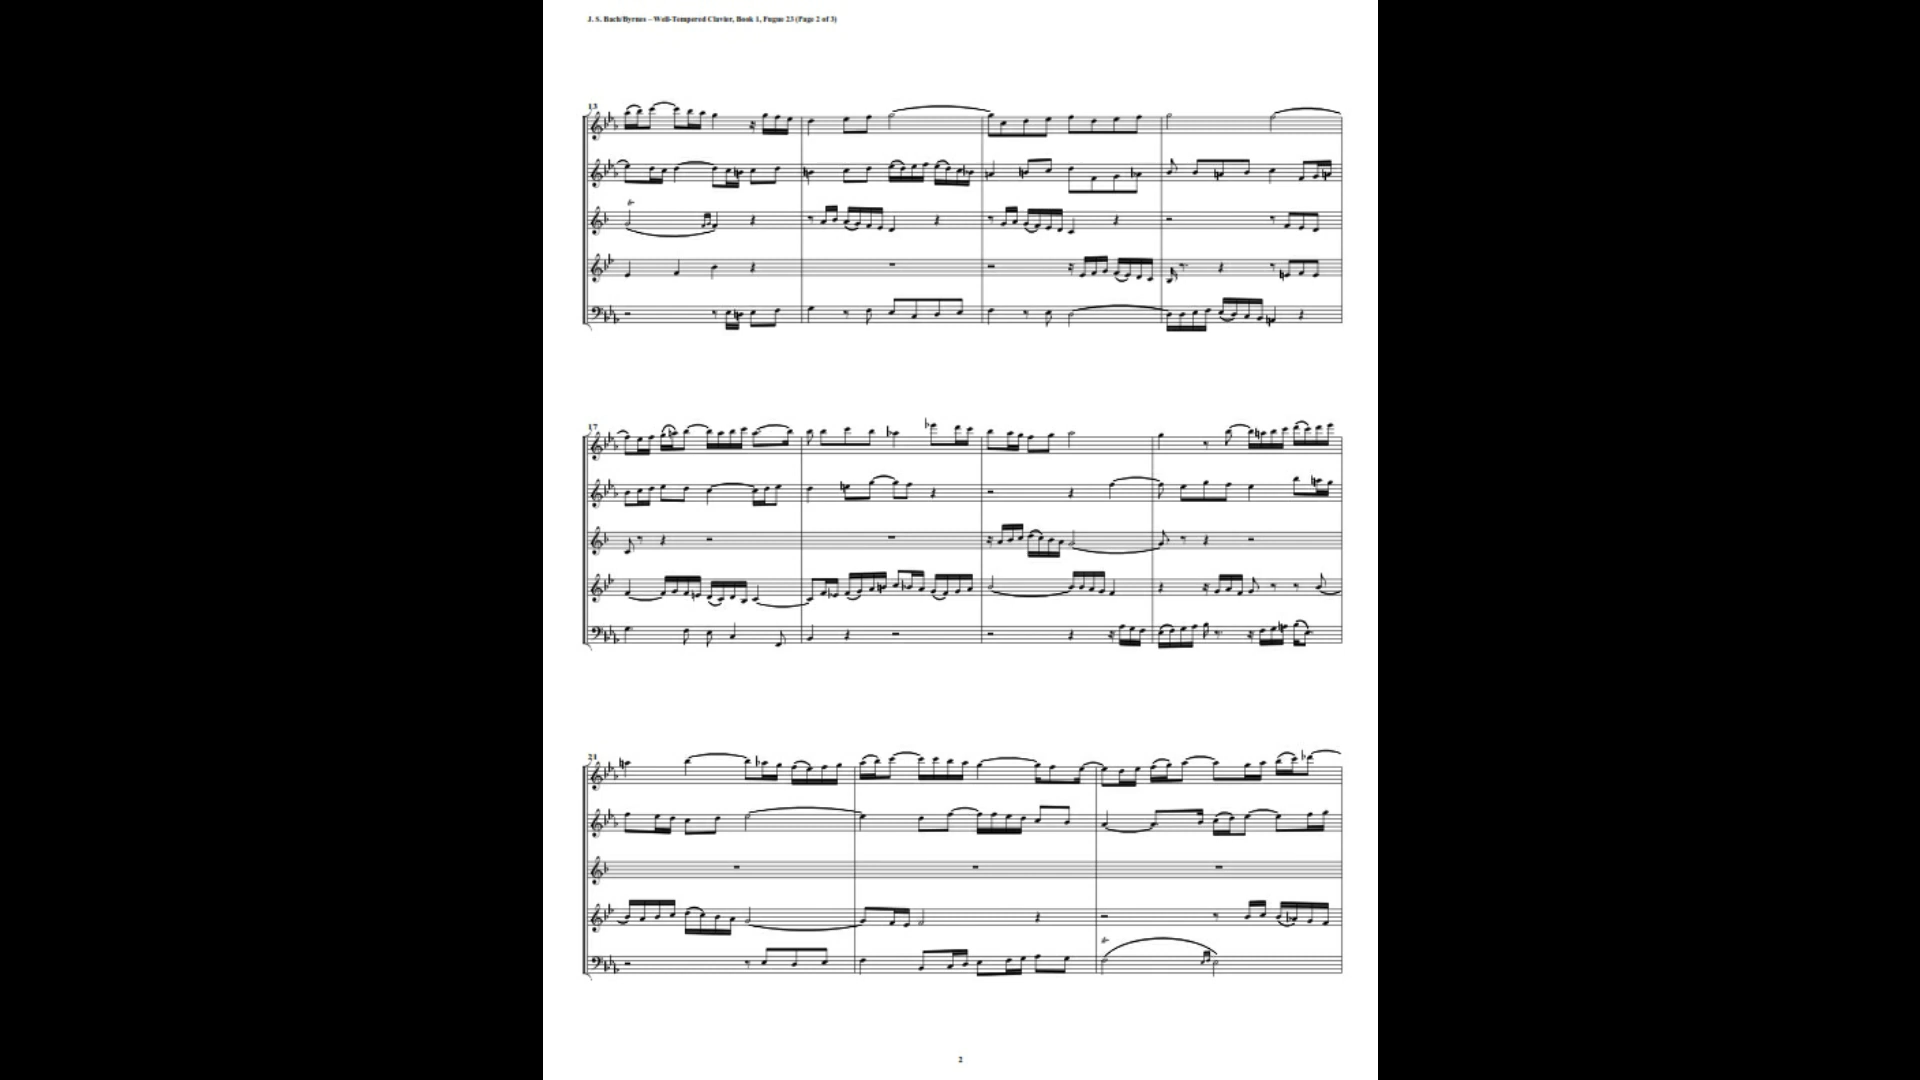 J. S. Bach/Byrnes – Well-Tempered Clavier, Book 1, Fugue 23 (Page 2 of 3)
13
17
21
2